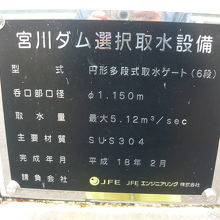 宮川ダム選択取水設備
型式 円形多段式取水ゲート(6段)
呑口部口径 φ1.150m
取水量 最大5.12m³/sec
主要材質 SUS304
完成年月 平成18年2月
請負会社 JFE JFEエンジニアリング株式会社